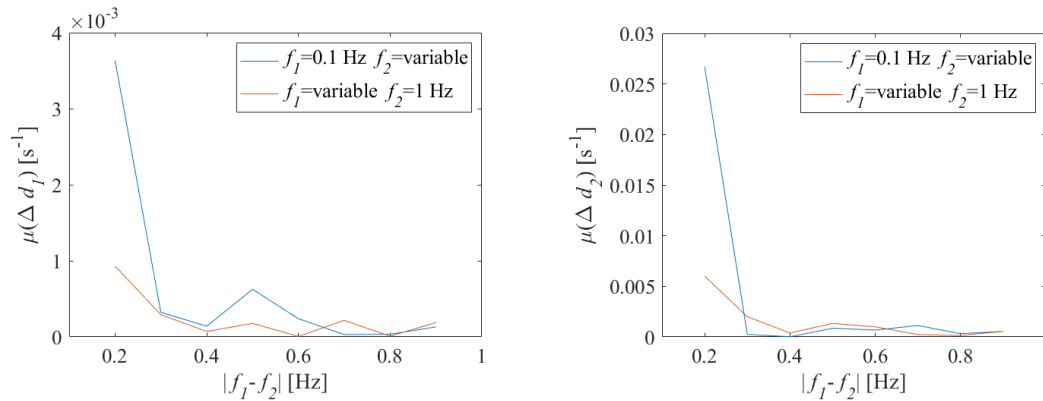 ×10⁻³
4
3
2
1
0
μ(Δ d₁) [s⁻¹]
f₁=0.1 Hz f₂=variable
f₁=variable f₂=1 Hz
0.2 0.4 0.6 0.8 1
|f₁-f₂| [Hz]
0.03
0.025
0.02
0.015
0.01
0.005
0
μ(Δ d₂) [s⁻¹]
f₁=0.1 Hz f₂=variable
f₁=variable f₂=1 Hz
0.2 0.4 0.6 0.8
|f₁-f₂| [Hz]